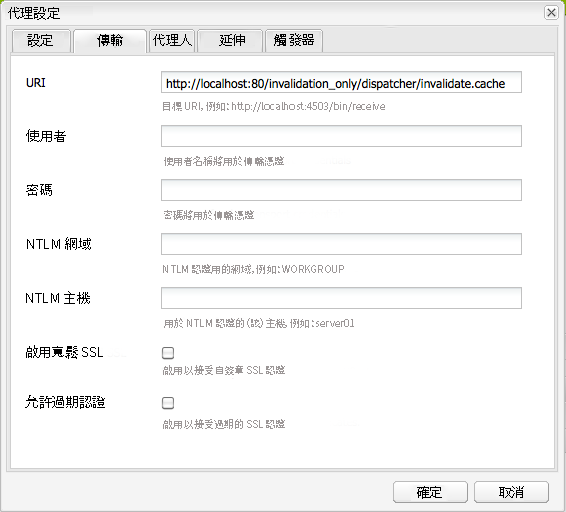 代理設定
設定 傳輸 代理人 延伸 觸發器
URI http://localhost:80/invalidation_only/dispatcher/invalidate.cache
目標 URI, 例如: http://localhost:4503/bin/receive
使用者
使用者名稱將用於傳輸憑證
密碼
密碼將用於傳輸憑證
NTLM 網域
NTLM 認證用的網域, 例如: WORKGROUP
NTLM 主機
用於 NTLM 認證的 (該) 主機, 例如: server01
啟用寬鬆 SSL
啟用以接受自簽章 SSL 認證
允許過期認證
啟用以接受過期的 SSL 認證
確定 取消